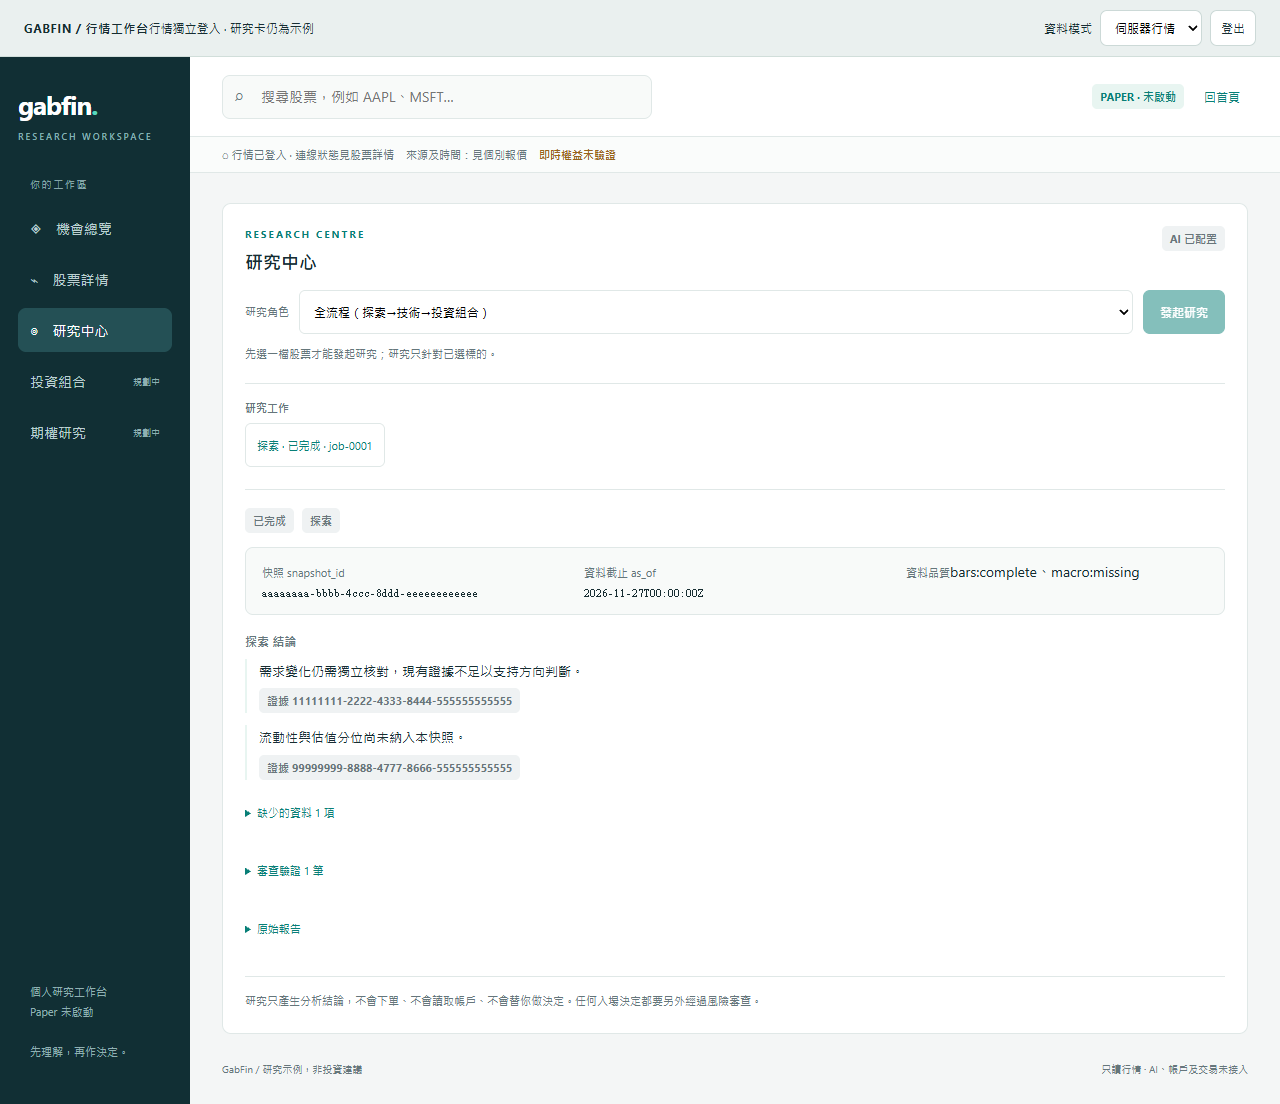 GABFIN / 行情工作台行情獨立登入 · 研究卡仍為示例
資料模式 伺服器行情 登出
gabfin.
RESEARCH WORKSPACE
你的工作區
機會總覽
股票詳情
研究中心
投資組合 規劃中
期權研究 規劃中
個人研究工作台
Paper 未啟動
先理解，再作決定。
搜尋股票，例如 AAPL、MSFT...
PAPER · 未啟動 回首頁
行情已登入 · 連線狀態見股票詳情 來源及時間：見個別報價 即時權益未驗證
RESEARCH CENTRE
AI 已配置
研究中心
研究角色 全流程（探索→技術→投資組合） 發起研究
先選一檔股票才能發起研究；研究只針對已選標的。
研究工作
探索 · 已完成 · job-0001
已完成 探索
快照 snapshot_id 資料截止 as_of 資料品質bars:complete、macro:missing
aaaaaaaa-bbbb-4ccc-8ddd-eeeeeeeeeeee 2026-11-27T00:00:00Z
探索 結論
需求變化仍需獨立核對，現有證據不足以支持方向判斷。
證據 11111111-2222-4333-8444-555555555555
流動性與估值分位尚未納入本快照。
證據 99999999-8888-4777-8666-555555555555
▶ 缺少的資料 1 項
▶ 審查驗證 1 筆
▶ 原始報告
研究只產生分析結論，不會下單、不會讀取帳戶、不會替你做決定。任何入場決定都要另外經過風險審查。
GabFin / 研究示例，非投資建議
只讀行情 · AI、帳戶及交易未接入